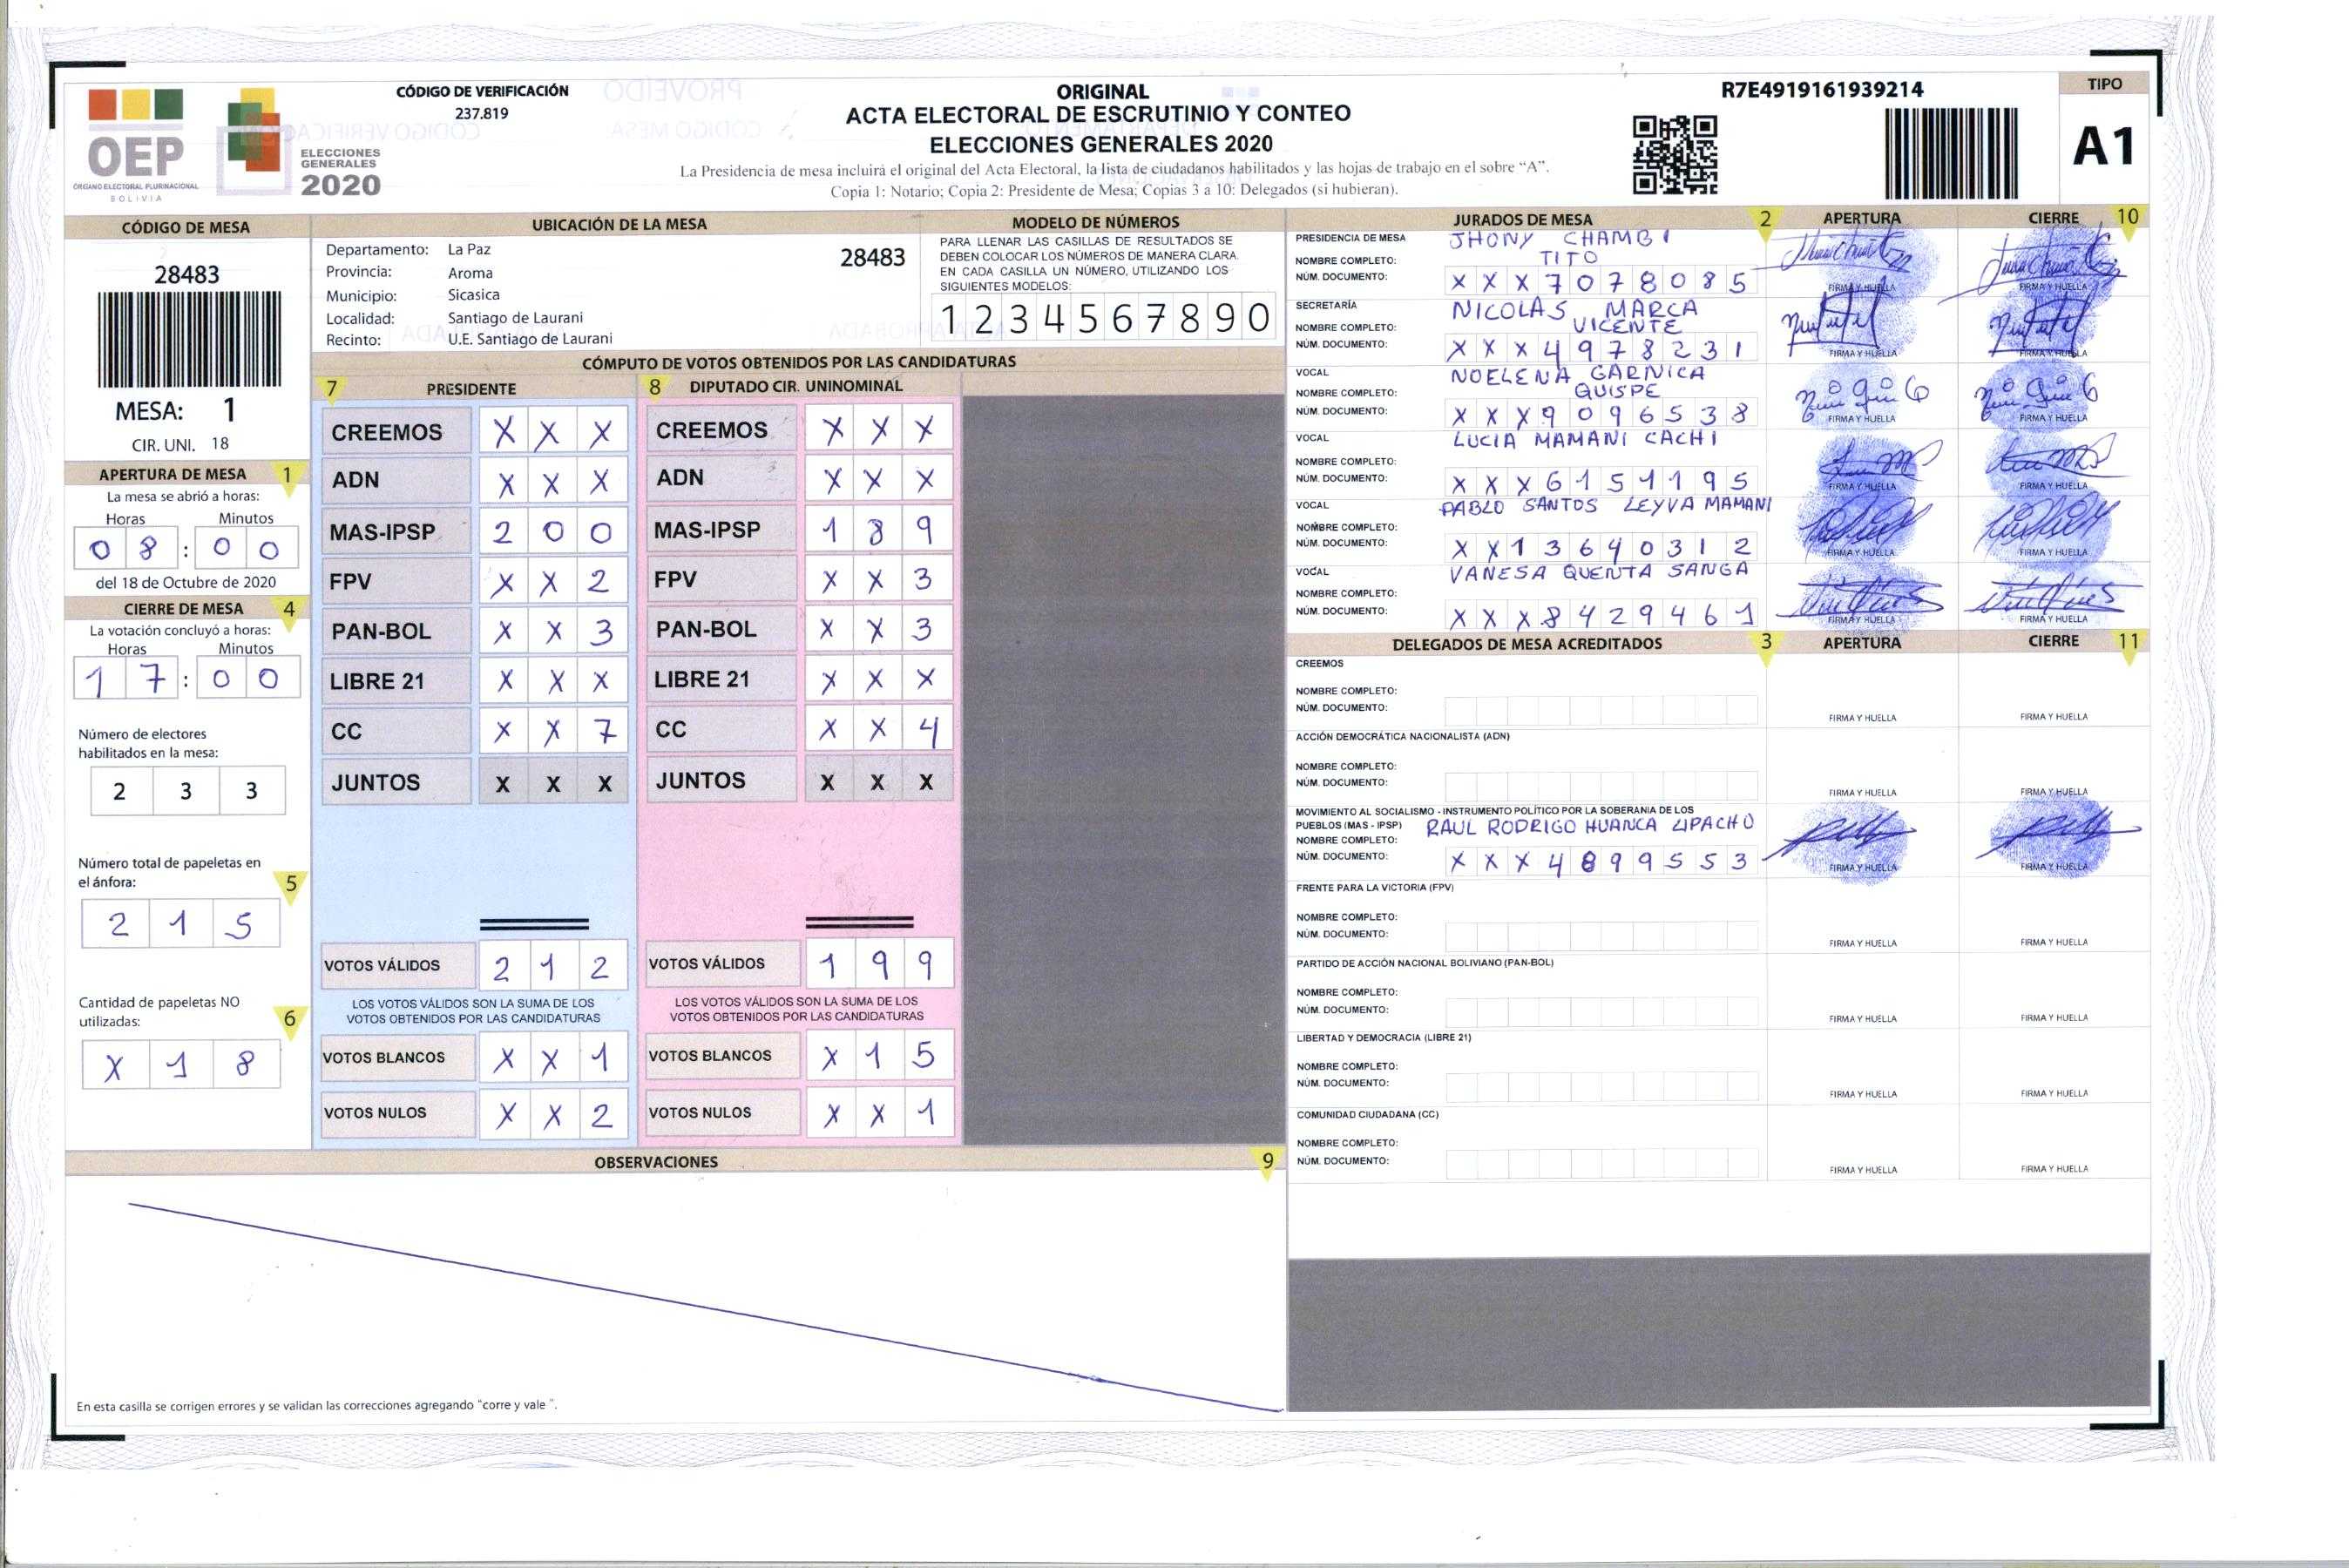 CÓDIGO DE VERIFICACIÓN
237.819
OEP
ÓRGANO ELECTORAL PLURINACIONAL
BOLIVIA
ELECCIONES
GENERALES
2020
ORIGINAL
ACTA ELECTORAL DE ESCRUTINIO Y CONTEO
ELECCIONES GENERALES 2020
La Presidencia de mesa incluirá el original del Acta Electoral, la lista de ciudadanos habilitados y las hojas de trabajo en el sobre “A”.
Copia 1: Notario; Copia 2: Presidente de Mesa; Copias 3 a 10: Delegados (si hubieran).
R7E4919161939214
TIPO
A1
CÓDIGO DE MESA
28483
MESA: 1
CIR. UNI. 18
APERTURA DE MESA 1
La mesa se abrió a horas:
Horas Minutos
0 8 : 0 0
del 18 de Octubre de 2020
CIERRE DE MESA 4
La votación concluyó a horas:
Horas Minutos
1 7 : 0 0
Número de electores
habilitados en la mesa:
2 3 3
Número total de papeletas en
el ánfora: 5
2 1 5
Cantidad de papeletas NO
utilizadas: 6
X 1 8
UBICACIÓN DE LA MESA
Departamento: La Paz
28483
Provincia: Aroma
Municipio: Sicasica
Localidad: Santiago de Laurani
Recinto: U.E. Santiago de Laurani
MODELO DE NÚMEROS
PARA LLENAR LAS CASILLAS DE RESULTADOS SE
DEBEN COLOCAR LOS NÚMEROS DE MANERA CLARA.
EN CADA CASILLA UN NÚMERO, UTILIZANDO LOS
SIGUIENTES MODELOS:
1 2 3 4 5 6 7 8 9 0
CÓMPUTO DE VOTOS OBTENIDOS POR LAS CANDIDATURAS
7 PRESIDENTE
CREEMOS X X X
ADN X X X
MAS-IPSP 2 0 0
FPV X X 2
PAN-BOL X X 3
LIBRE 21 X X X
CC X X 7
JUNTOS X X X
VOTOS VÁLIDOS 2 1 2
LOS VOTOS VÁLIDOS SON LA SUMA DE LOS
VOTOS OBTENIDOS POR LAS CANDIDATURAS
VOTOS BLANCOS X X 1
VOTOS NULOS X X 2
8 DIPUTADO CIR. UNINOMINAL
CREEMOS X X X
ADN X X X
MAS-IPSP 1 8 9
FPV X X 3
PAN-BOL X X 3
LIBRE 21 X X X
CC X X 4
JUNTOS X X X
VOTOS VÁLIDOS 1 9 9
LOS VOTOS VÁLIDOS SON LA SUMA DE LOS
VOTOS OBTENIDOS POR LAS CANDIDATURAS
VOTOS BLANCOS X 1 5
VOTOS NULOS X X 1
OBSERVACIONES 9
En esta casilla se corrigen errores y se validan las correcciones agregando "corre y vale ".
JURADOS DE MESA 2 APERTURA CIERRE 10
PRESIDENCIA DE MESA JHONY CHAMBI
NOMBRE COMPLETO: TITO
NÚM. DOCUMENTO: X X X 7 0 7 8 0 8 5
FIRMA Y HUELLA FIRMA Y HUELLA
SECRETARÍA NICOLAS MARCA
NOMBRE COMPLETO: VICENTE
NÚM. DOCUMENTO: X X X 4 9 7 8 2 3 1
FIRMA Y HUELLA FIRMA Y HUELLA
VOCAL NOELENA GARNICA
NOMBRE COMPLETO: QUISPE
NÚM. DOCUMENTO: X X X 9 0 9 6 5 3 8
FIRMA Y HUELLA FIRMA Y HUELLA
VOCAL LUCIA MAMANI CACHI
NOMBRE COMPLETO:
NÚM. DOCUMENTO: X X X 6 1 5 1 1 9 5
FIRMA Y HUELLA FIRMA Y HUELLA
VOCAL PABLO SANTOS LEYVA MAMANI
NOMBRE COMPLETO:
NÚM. DOCUMENTO: X X 1 3 6 4 0 3 1 2
FIRMA Y HUELLA FIRMA Y HUELLA
VOCAL VANESA QUENTA SANGA
NOMBRE COMPLETO:
NÚM. DOCUMENTO: X X X 8 4 2 9 4 6 1
FIRMA Y HUELLA FIRMA Y HUELLA
DELEGADOS DE MESA ACREDITADOS 3 APERTURA CIERRE 11
CREEMOS
NOMBRE COMPLETO:
NÚM. DOCUMENTO:
FIRMA Y HUELLA FIRMA Y HUELLA
ACCIÓN DEMOCRÁTICA NACIONALISTA (ADN)
NOMBRE COMPLETO:
NÚM. DOCUMENTO:
FIRMA Y HUELLA FIRMA Y HUELLA
MOVIMIENTO AL SOCIALISMO - INSTRUMENTO POLÍTICO POR LA SOBERANIA DE LOS
PUEBLOS (MAS - IPSP) RAUL RODRIGO HUANCA LIPACHO
NOMBRE COMPLETO:
NÚM. DOCUMENTO: X X X 4 8 9 9 5 5 3
FIRMA Y HUELLA FIRMA Y HUELLA
FRENTE PARA LA VICTORIA (FPV)
NOMBRE COMPLETO:
NÚM. DOCUMENTO:
FIRMA Y HUELLA FIRMA Y HUELLA
PARTIDO DE ACCIÓN NACIONAL BOLIVIANO (PAN-BOL)
NOMBRE COMPLETO:
NÚM. DOCUMENTO:
FIRMA Y HUELLA FIRMA Y HUELLA
LIBERTAD Y DEMOCRACIA (LIBRE 21)
NOMBRE COMPLETO:
NÚM. DOCUMENTO:
FIRMA Y HUELLA FIRMA Y HUELLA
COMUNIDAD CIUDADANA (CC)
NOMBRE COMPLETO:
NÚM. DOCUMENTO:
FIRMA Y HUELLA FIRMA Y HUELLA